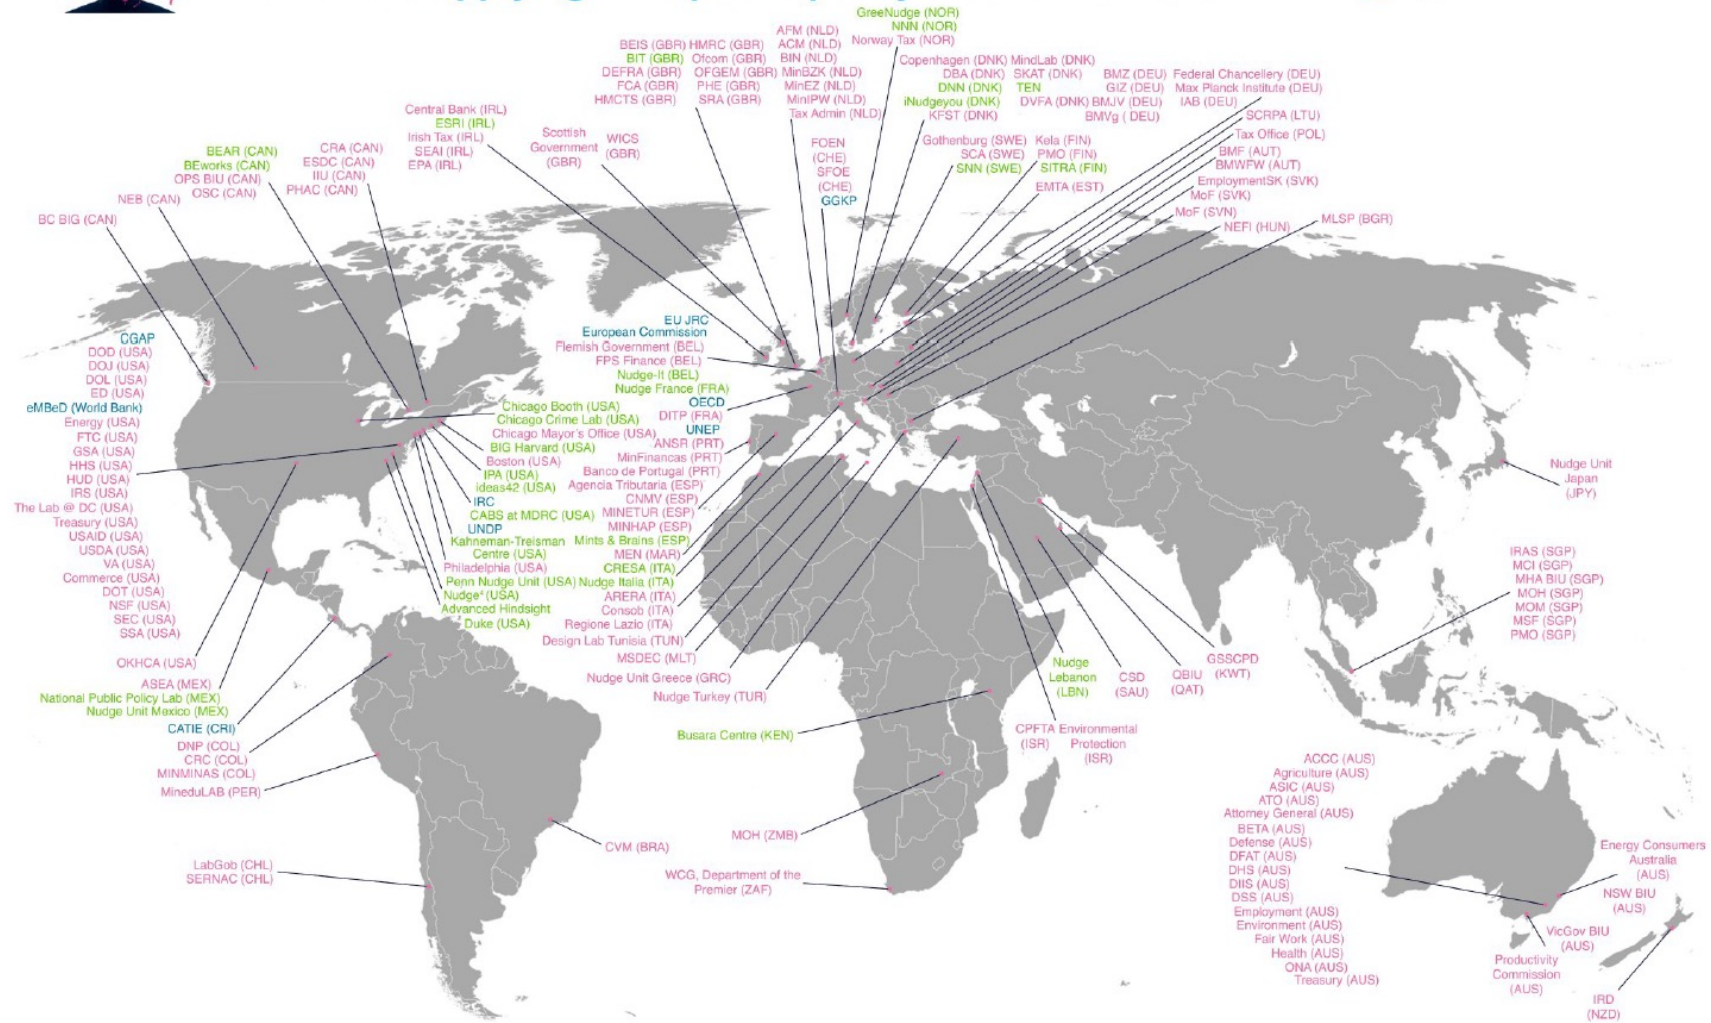 GreeNudge (NOR)
NNN (NOR)
Norway Tax (NOR)
AFM (NLD)
ACM (NLD)
BIN (NLD)
MinBZK (NLD)
MinEZ (NLD)
MinIPW (NLD)
Tax Admin (NLD)
BEIS (GBR) HMRC (GBR)
BIT (GBR) Ofcom (GBR)
DEFRA (GBR) OFGEM (GBR)
FCA (GBR) PHE (GBR)
HMCTS (GBR) SRA (GBR)
Copenhagen (DNK) MindLab (DNK)
DBA (DNK) SKAT (DNK)
DNN (DNK) TEN
iNudgeyou (DNK) DVFA (DNK)
KFST (DNK)
BMZ (DEU) Federal Chancellery (DEU)
GIZ (DEU) Max Planck Institute (DEU)
BMJV (DEU) IAB (DEU)
BMVg ( DEU)
SCRPA (LTU)
Tax Office (POL)
BMF (AUT)
BMWFW (AUT)
EmploymentSK (SVK)
MoF (SVK)
MoF (SVN)
NEFI (HUN)
MLSP (BGR)
Gothenburg (SWE) Kela (FIN)
SCA (SWE) PMO (FIN)
SNN (SWE) SITRA (FIN)
EMTA (EST)
FOEN
(CHE)
SFOE
(CHE)
GGKP
Scottish
Government
(GBR)
WICS
(GBR)
Central Bank (IRL)
ESRI (IRL)
Irish Tax (IRL)
SEAI (IRL)
EPA (IRL)
CRA (CAN)
ESDC (CAN)
IIU (CAN)
PHAC (CAN)
BEAR (CAN)
BEworks (CAN)
OPS BIU (CAN)
OSC (CAN)
NEB (CAN)
BC BIG (CAN)
CGAP
DOD (USA)
DOJ (USA)
DOL (USA)
ED (USA)
eMBeD (World Bank)
Energy (USA)
FTC (USA)
GSA (USA)
HHS (USA)
HUD (USA)
IRS (USA)
The Lab @ DC (USA)
Treasury (USA)
USAID (USA)
USDA (USA)
VA (USA)
Commerce (USA)
DOT (USA)
NSF (USA)
SEC (USA)
SSA (USA)
OKHCA (USA)
ASEA (MEX)
National Public Policy Lab (MEX)
Nudge Unit Mexico (MEX)
CATIE (CRI)
DNP (COL)
CRC (COL)
MINMINAS (COL)
MineduLAB (PER)
LabGob (CHL)
SERNAC (CHL)
CVM (BRA)
Chicago Booth (USA)
Chicago Crime Lab (USA)
Chicago Mayor's Office (USA)
BIG Harvard (USA)
Boston (USA)
IPA (USA)
ideas42 (USA)
IRC
CABS at MDRC (USA)
UNDP
Kahneman-Treisman
Centre (USA)
Philadelphia (USA)
Penn Nudge Unit (USA)
Nudge⁴ (USA)
Advanced Hindsight
Duke (USA)
EU JRC
European Commission
Flemish Government (BEL)
FPS Finance (BEL)
Nudge-It (BEL)
Nudge France (FRA)
OECD
DITP (FRA)
UNEP
ANSR (PRT)
MinFinancas (PRT)
Banco de Portugal (PRT)
Agencia Tributaria (ESP)
CNMV (ESP)
MINETUR (ESP)
MINHAP (ESP)
Mints & Brains (ESP)
MEN (MAR)
CRESA (ITA)
Nudge Italia (ITA)
ARERA (ITA)
Consob (ITA)
Regione Lazio (ITA)
Design Lab Tunisia (TUN)
MSDEC (MLT)
Nudge Unit Greece (GRC)
Nudge Turkey (TUR)
Busara Centre (KEN)
MOH (ZMB)
WCG, Department of the
Premier (ZAF)
Nudge
Lebanon
(LBN)
CPFTA
(ISR)
Environmental
Protection
(ISR)
CSD
(SAU)
QBIU
(QAT)
GSSCPD
(KWT)
Nudge Unit
Japan
(JPY)
IRAS (SGP)
MCI (SGP)
MHA BIU (SGP)
MOH (SGP)
MOM (SGP)
MSF (SGP)
PMO (SGP)
ACCC (AUS)
Agriculture (AUS)
ASIC (AUS)
ATO (AUS)
Attorney General (AUS)
BETA (AUS)
Defense (AUS)
DFAT (AUS)
DHS (AUS)
DIIS (AUS)
DSS (AUS)
Employment (AUS)
Environment (AUS)
Fair Work (AUS)
Health (AUS)
ONA (AUS)
Treasury (AUS)
Energy Consumers
Australia
(AUS)
NSW BIU
(AUS)
VicGov BIU
(AUS)
Productivity
Commission
(AUS)
IRD
(NZD)